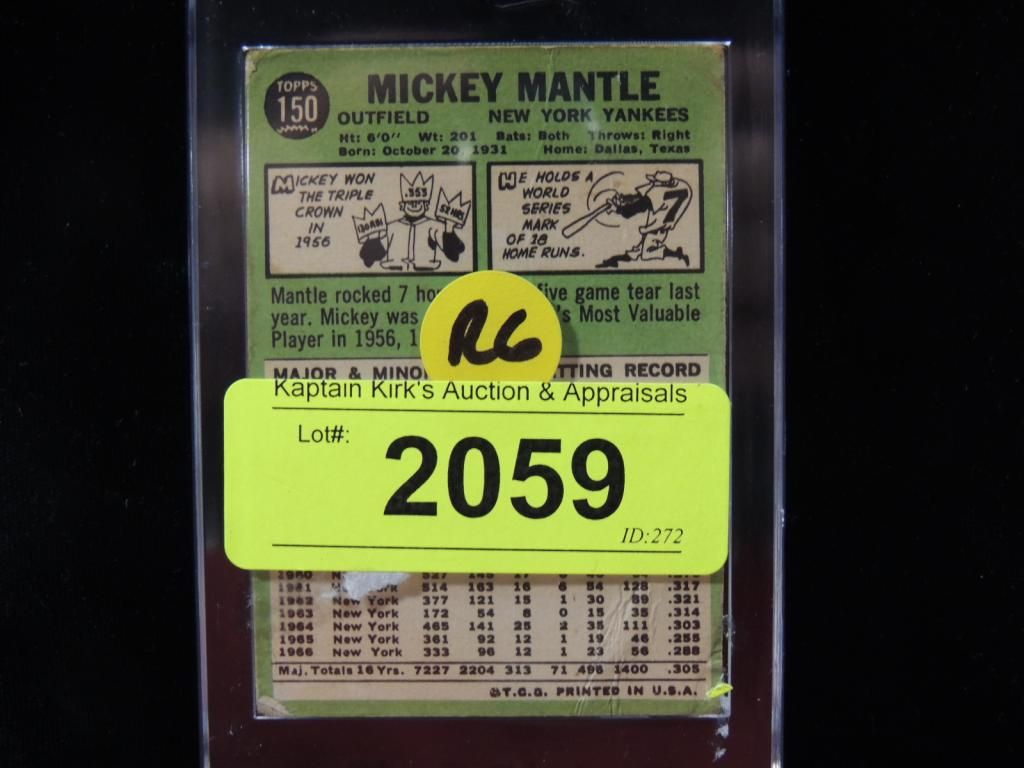 TOPPS
150
MICKEY MANTLE
OUTFIELD NEW YORK YANKEES
Ht: 6'0" Wt: 201 Bats: Both Throws: Right
Born: October 20, 1931 Home: Dallas, Texas
MICKEY WON
THE TRIPLE
CROWN
IN
1956
.353
130 RBI
52 HRS
HE HOLDS A
WORLD
SERIES
MARK
OF 18
HOME RUNS.
7
Mantle rocked 7 five game tear last
year. Mickey was 's Most Valuable
Player in 1956,
R6
MAJOR & RECORD
Kaptain Kirk's Auction & Appraisals
Lot#:
2059
ID:272
1960
1961 514 163 16 6 54 128 .317
1962 New York 377 121 15 1 30 89 .321
1963 New York 172 54 8 0 15 35 .314
1964 New York 465 141 25 2 35 111 .303
1965 New York 361 92 12 1 19 46 .255
1966 New York 333 96 12 1 23 56 .288
Maj. Totals 16 Yrs. 7227 2204 313 71 496 1400 .305
©T.C.G. PRINTED IN U.S.A.